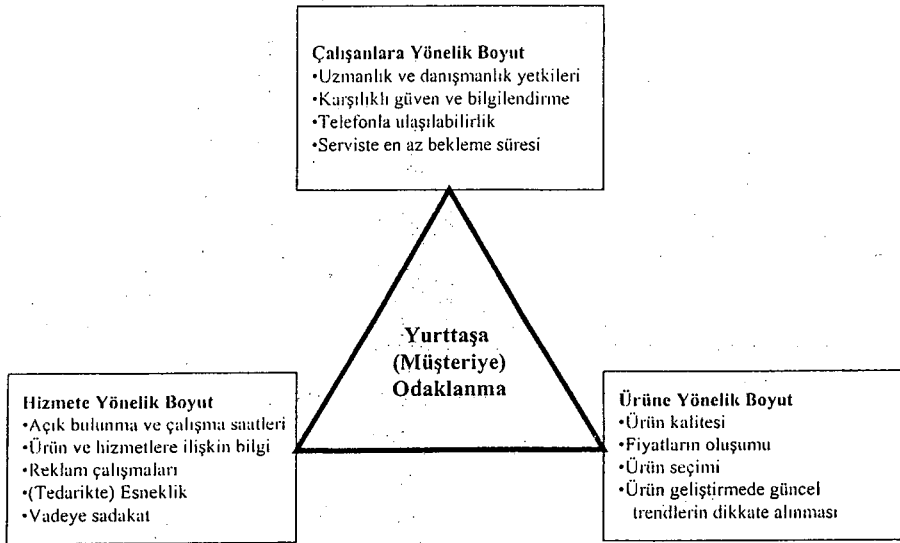 Çalışanlara Yönelik Boyut
•Uzmanlık ve danışmanlık yetkileri
•Karşılıklı güven ve bilgilendirme
•Telefonla ulaşılabilirlik
•Serviste en az bekleme süresi
Yurttaşa
(Müşteriye)
Odaklanma
Hizmete Yönelik Boyut
•Açık bulunma ve çalışma saatleri
•Ürün ve hizmetlere ilişkin bilgi
•Reklam çalışmaları
•(Tedarikte) Esneklik
•Vadeye sadakat
Ürüne Yönelik Boyut
•Ürün kalitesi
•Fiyatların oluşumu
•Ürün seçimi
•Ürün geliştirmede güncel
trendlerin dikkate alınması